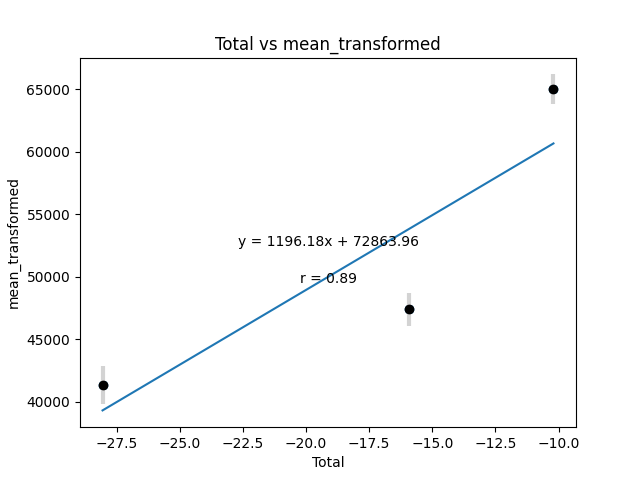 Total vs mean_transformed
65000
60000
55000
50000
45000
40000
mean_transformed
y = 1196.18x + 72863.96
r = 0.89
−27.5 −25.0 −22.5 −20.0 −17.5 −15.0 −12.5 −10.0
Total